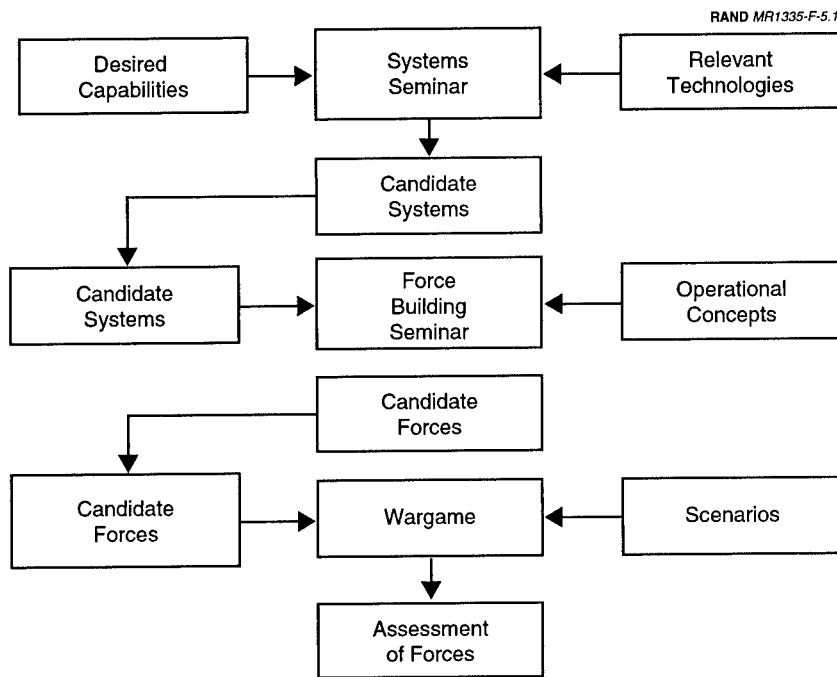 RAND MR1335-F-5.1
Desired
Capabilities
Systems
Seminar
Relevant
Technologies
Candidate
Systems
Candidate
Systems
Force
Building
Seminar
Operational
Concepts
Candidate
Forces
Candidate
Forces
Wargame
Scenarios
Assessment
of Forces